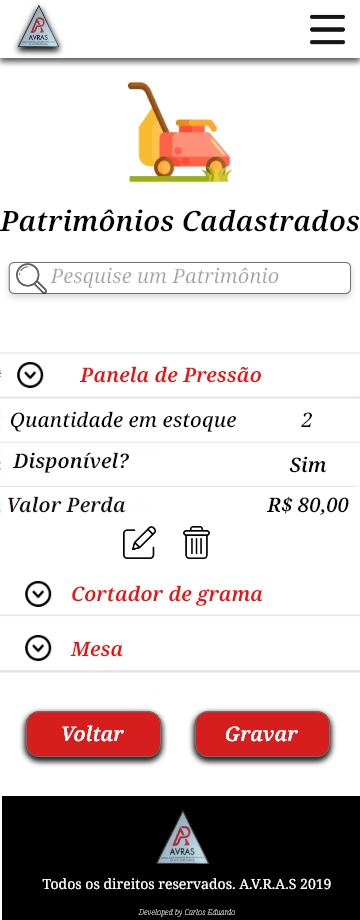 AVRAS
Patrimônios Cadastrados
Pesquise um Patrimônio
Panela de Pressão
Quantidade em estoque 2
Disponível? Sim
Valor Perda R$ 80,00
Cortador de grama
Mesa
Voltar Gravar
AVRAS
Todos os direitos reservados. A.V.R.A.S 2019
Developed by Carlos Eduardo